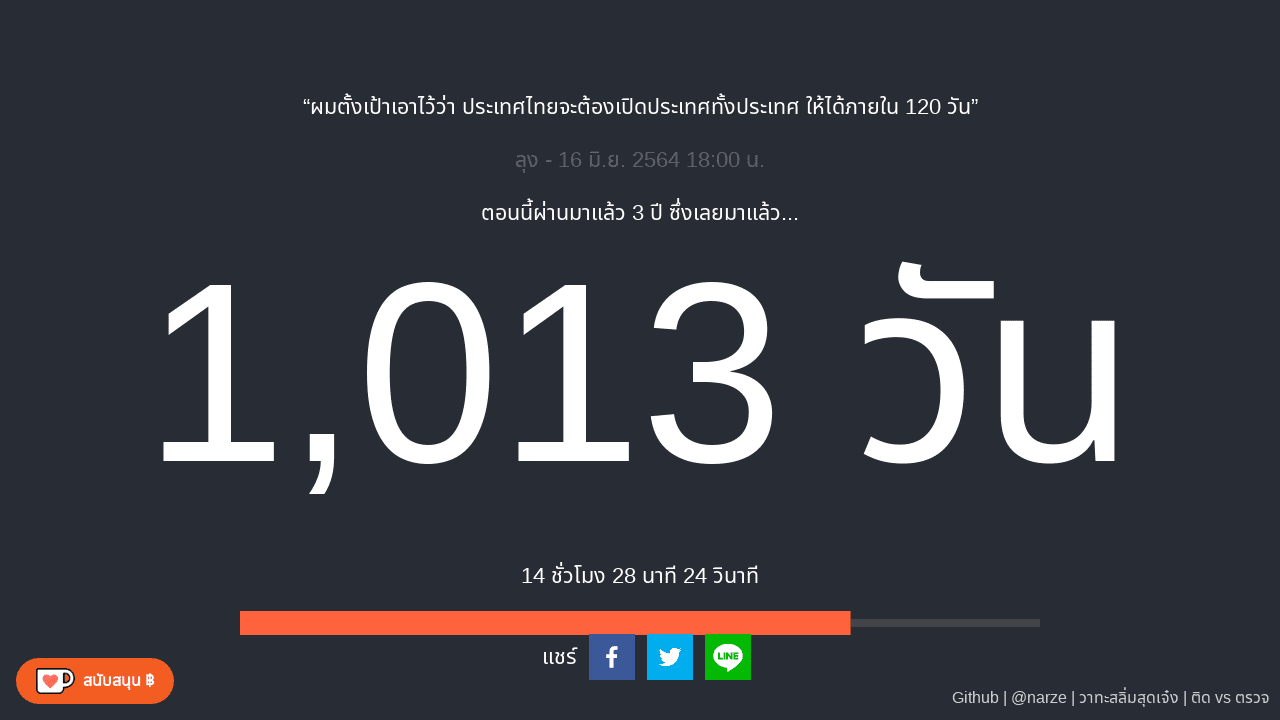 “ผมตั้งเป้าเอาไว้ว่า ประเทศไทยจะต้องเปิดประเทศทั้งประเทศ ให้ได้ภายใน 120 วัน”
ลุง - 16 มิ.ย. 2564 18:00 น.
ตอนนี้ผ่านมาแล้ว 3 ปี ซึ่งเลยมาแล้ว...
1,013 วัน
14 ชั่วโมง 28 นาที 24 วินาที
แชร์
LINE
สนับสนุน ฿
Github | @narze | วาทะสลิ่มสุดเจ๋ง | ติด vs ตรวจ